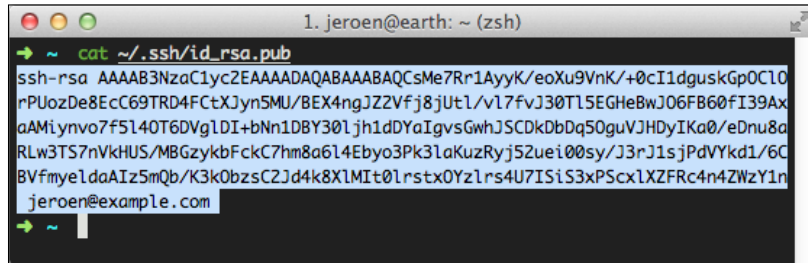 1. jeroen@earth: ~ (zsh)
➜ ~ cat ~/.ssh/id_rsa.pub
ssh-rsa AAAAB3NzaC1yc2EAAAADAQABAAABAQCsMe7Rr1AyyK/eoXu9VnK/+0cI1dguskGpOClO
rPUozDe8EcC69TRD4FCtXJyn5MU/BEX4ngJZ2Vfj8jUtl/vl7fvJ30Tl5EGHeBwJO6FB60fI39Ax
aAMiynvo7f5l4OT6DVglDI+bNn1DBY30ljh1dDYaIgvsGwhJSCDkDbDq5OguVJHDyIKa0/eDnu8a
RLw3TS7nVkHUS/MBGzykbFckC7hm8a6l4Ebyo3Pk3laKuzRyj52uei00sy/J3rJ1sjPdVYkd1/6C
BVfmyeldaAIz5mQb/K3kObzsC2Jd4k8XlMIt0lrstxOYzlrs4U7ISiS3xPScxlXZFRc4n4ZWzY1n
jeroen@example.com
➜ ~